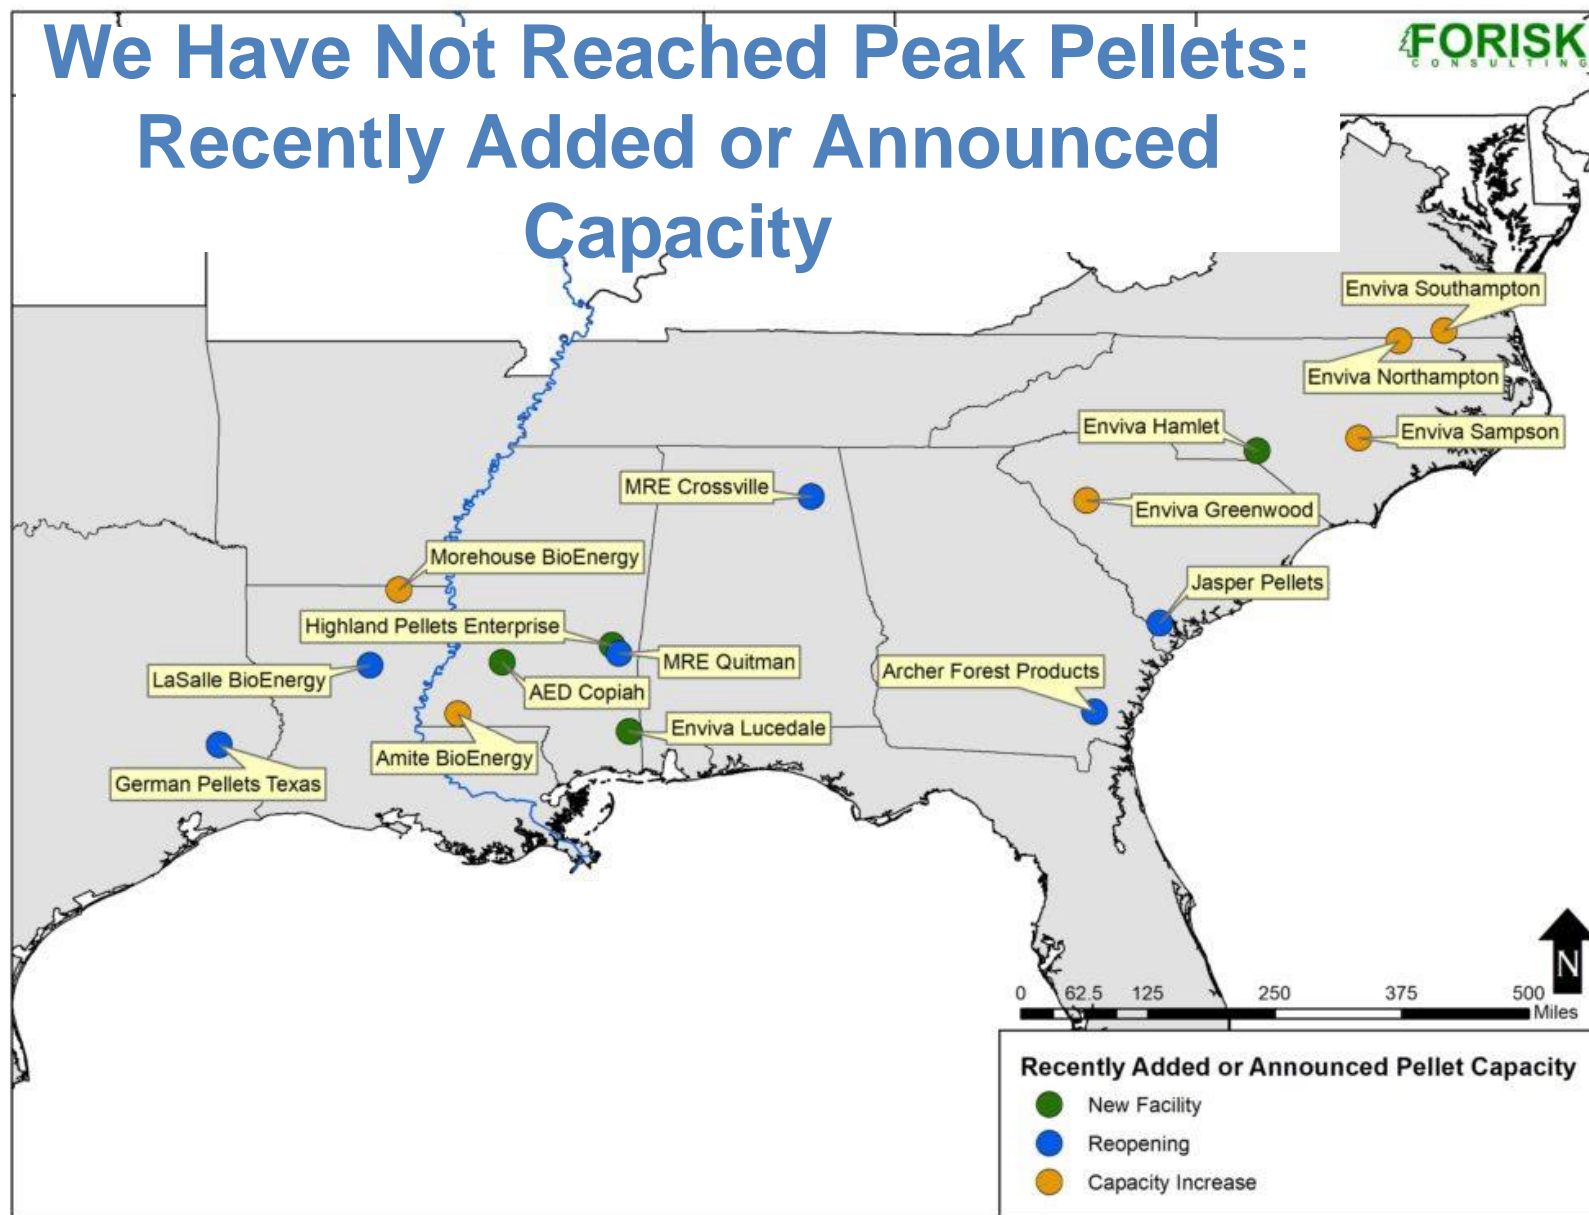 We Have Not Reached Peak Pellets:
Recently Added or Announced
Capacity
FORISK
CONSULTING
Enviva Southampton
Enviva Northampton
Enviva Hamlet
Enviva Sampson
MRE Crossville
Enviva Greenwood
Morehouse BioEnergy
Jasper Pellets
Highland Pellets Enterprise
MRE Quitman
LaSalle BioEnergy
AED Copiah
Archer Forest Products
Enviva Lucedale
Amite BioEnergy
German Pellets Texas
N
0 62.5 125 250 375 500
Miles
Recently Added or Announced Pellet Capacity
New Facility
Reopening
Capacity Increase